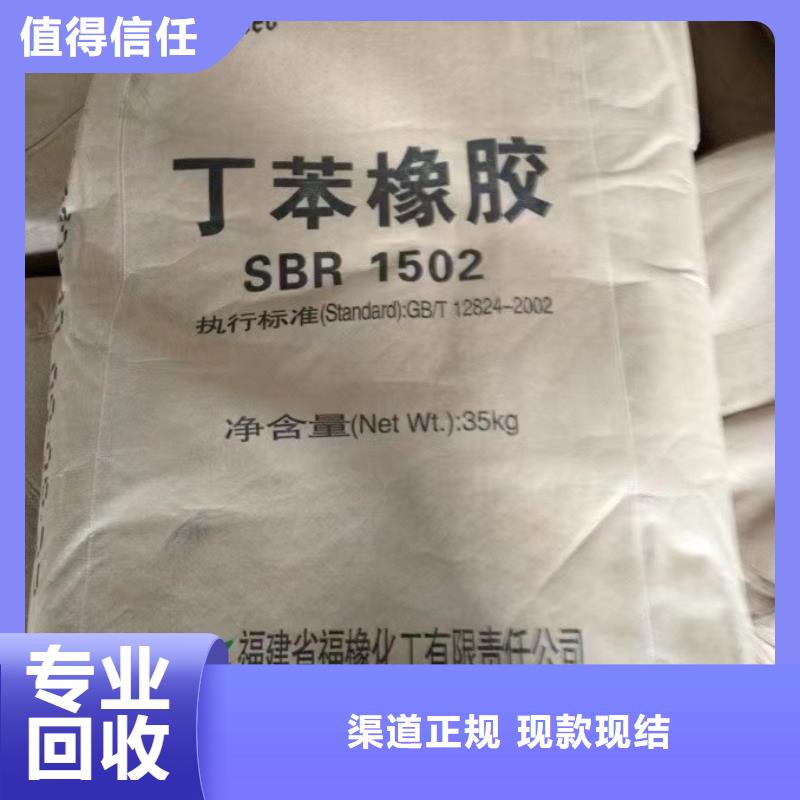 值得信任
丁苯橡胶
SBR 1502
执行标准(Standard):GB/T 12824-2002
净含量(Net Wt.):35kg
福建省福橡化工有限责任公司
专业
回收
渠道正规 现款现结